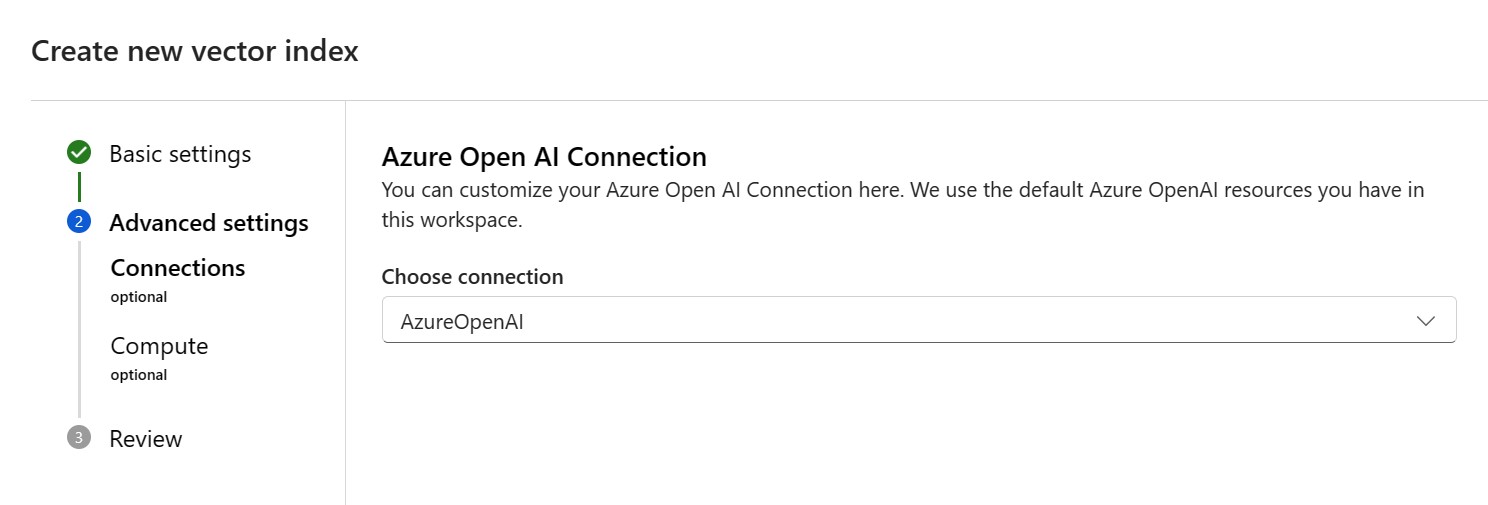 Create new vector index
Basic settings
2
Advanced settings
Connections
optional
Compute
optional
3
Review
Azure Open AI Connection
You can customize your Azure Open AI Connection here. We use the default Azure OpenAI resources you have in
this workspace.
Choose connection
AzureOpenAI